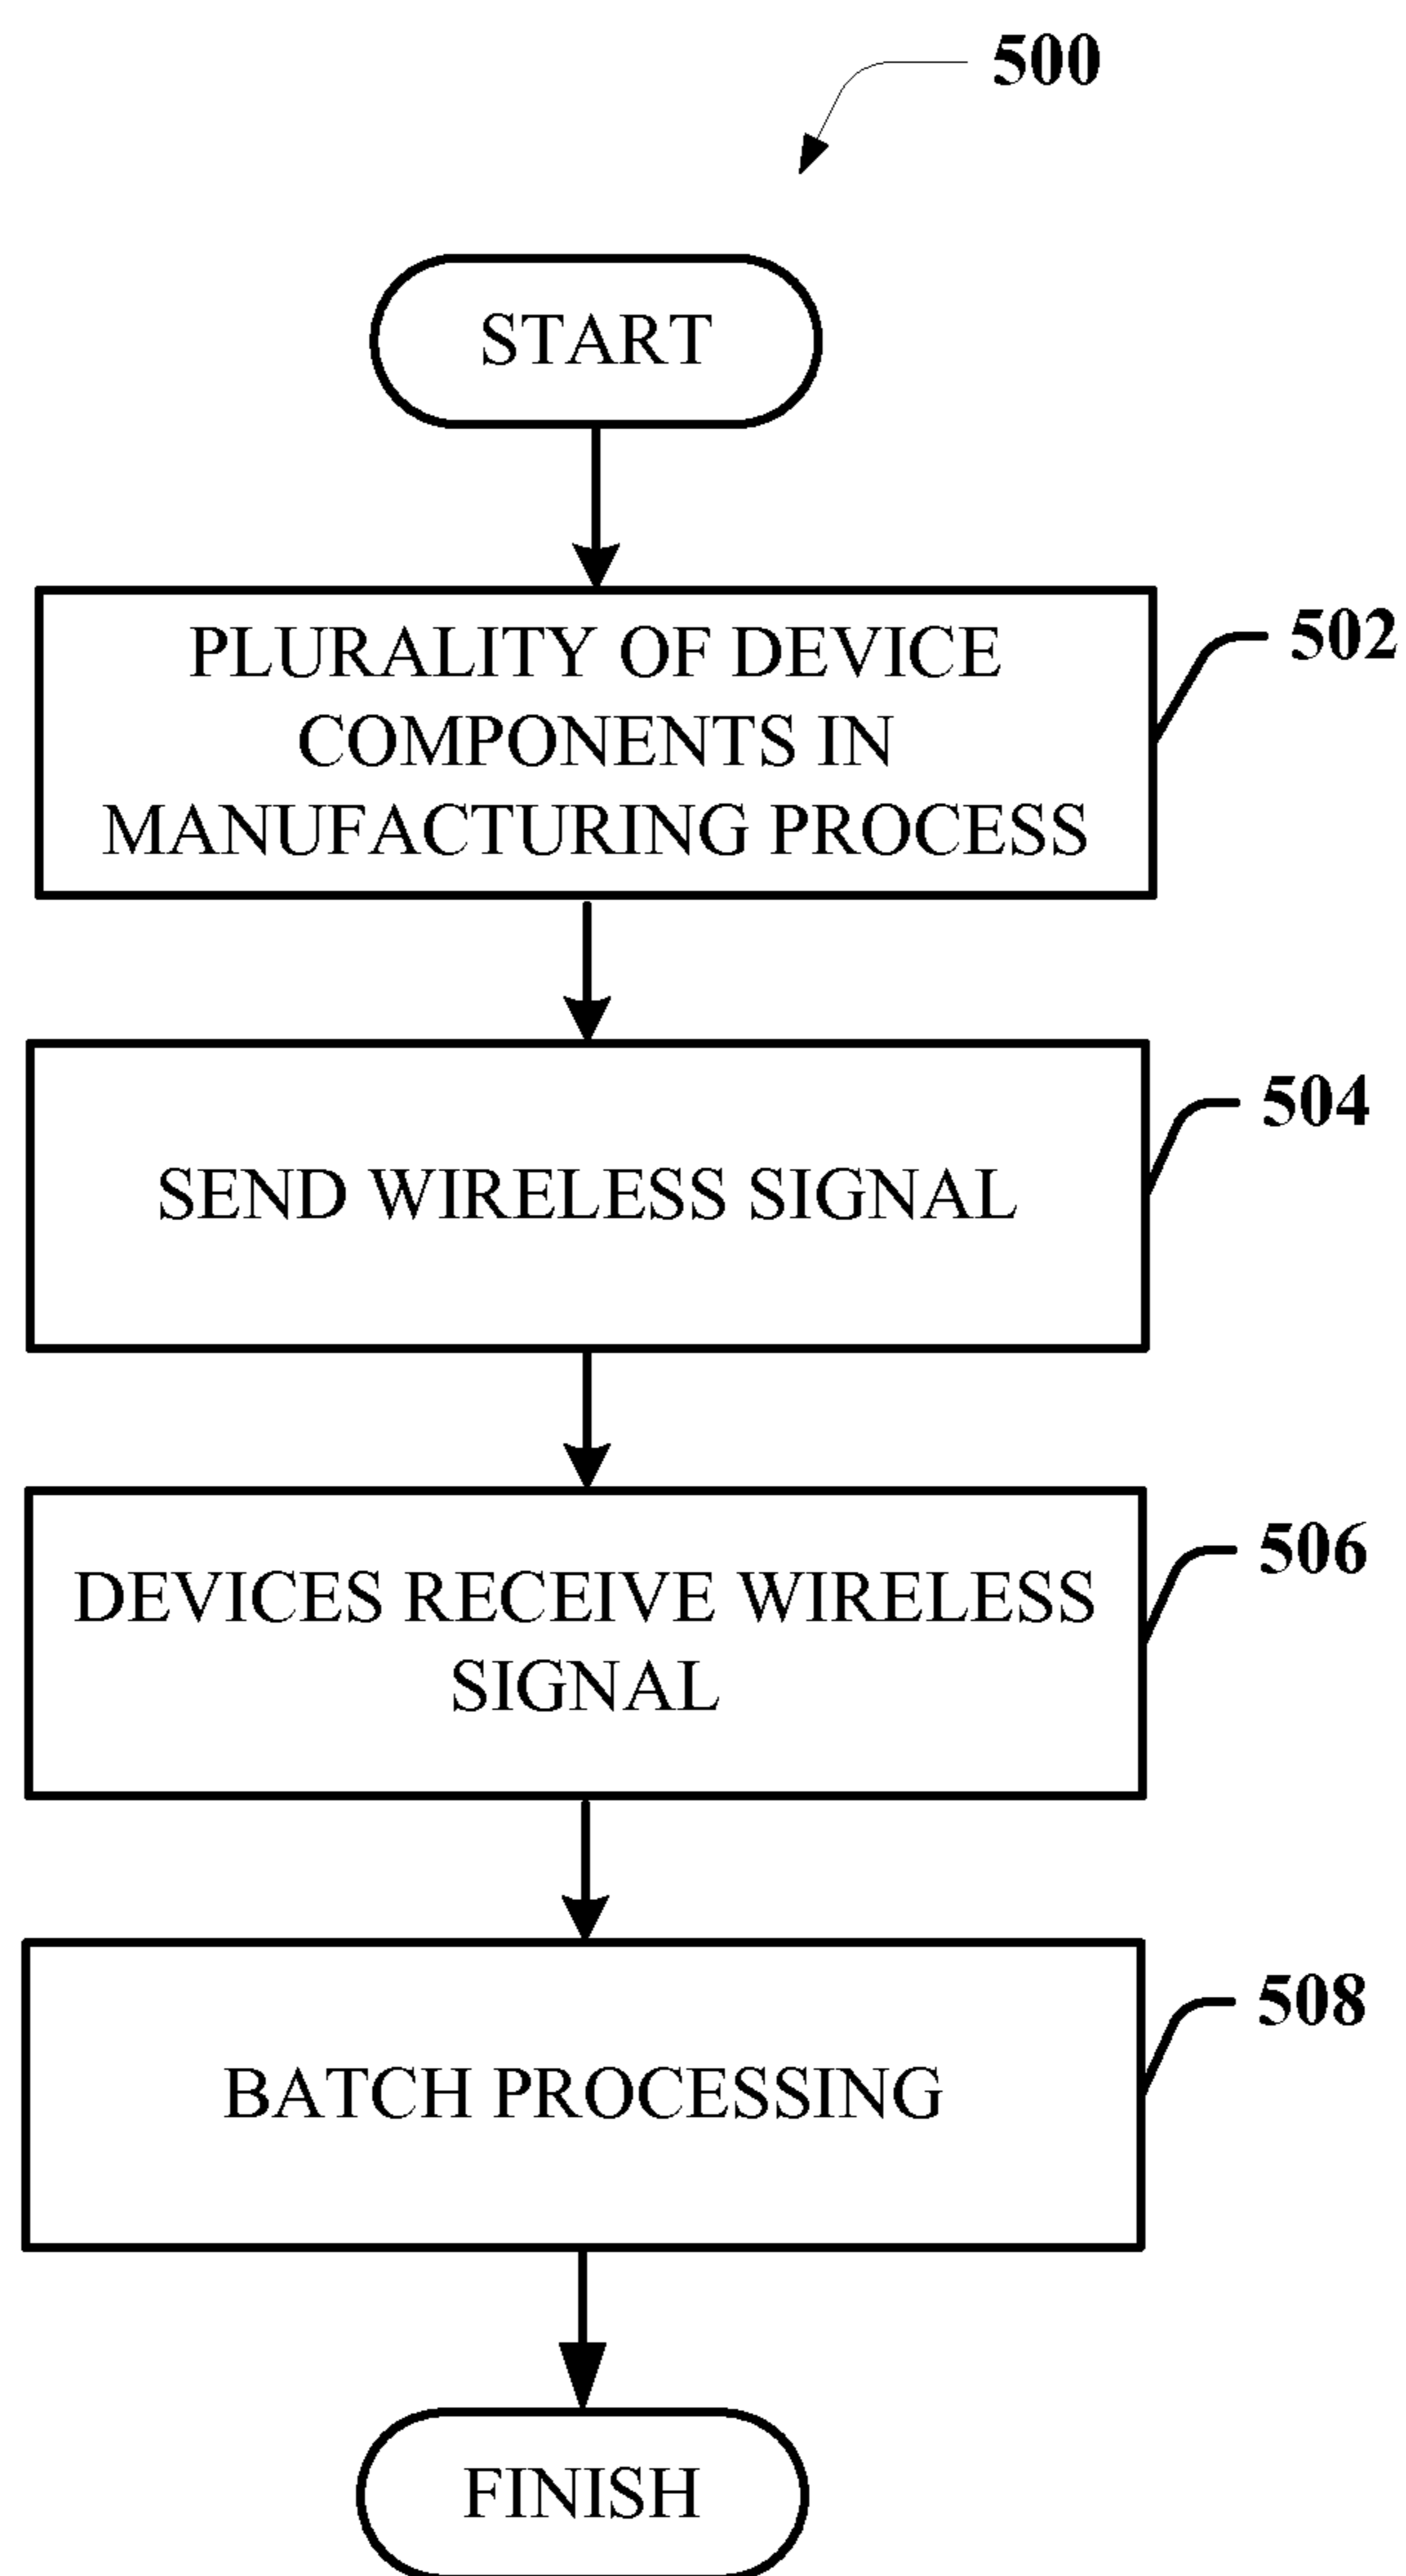 500
START
PLURALITY OF DEVICE
COMPONENTS IN
MANUFACTURING PROCESS
502
SEND WIRELESS SIGNAL
504
DEVICES RECEIVE WIRELESS
SIGNAL
506
BATCH PROCESSING
508
FINISH